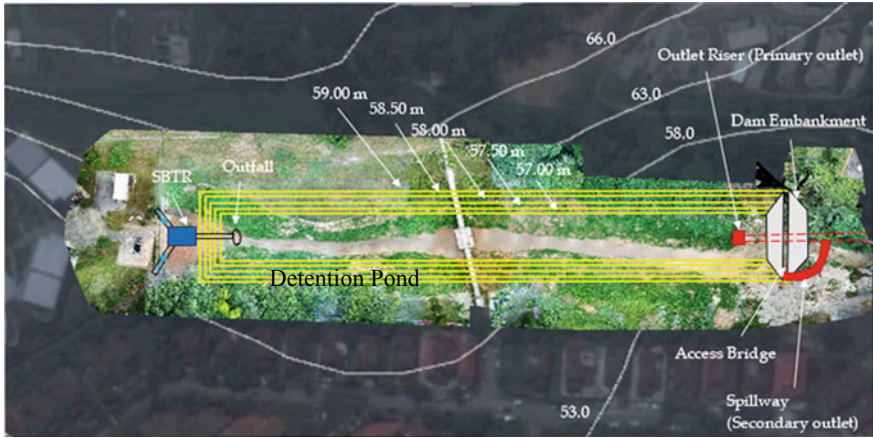 66.0
Outlet Riser (Primary outlet)
59.00 m
63.0
58.50 m
Dam Embankment
58.00 m
58.0
57.50 m
57.00 m
SBTR
Outfall
Detention Pond
Access Bridge
53.0
Spillway
(Secondary outlet)